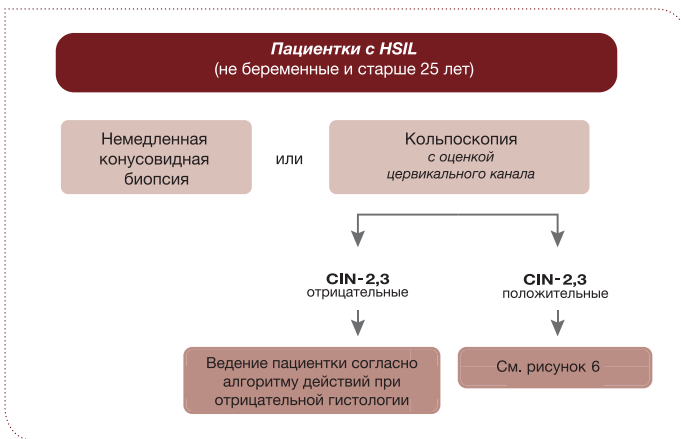 Пациентки с HSIL
(не беременные и старше 25 лет)
Немедленная
конусовидная
биопсия
или
Кольпоскопия
с оценкой
цервикального канала
CIN-2,3
отрицательные
CIN-2,3
положительные
Ведение пациентки согласно
алгоритму действий при
отрицательной гистологии
См. рисунок 6